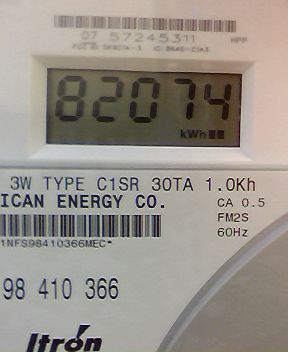 07 57245311
NPP
82074
kWh
3W TYPE C1SR 30TA 1.0Kh
ICAN ENERGY CO.
CA 0.5
FM2S
1NFS98410366MEC*
60Hz
98 410 366
Itron